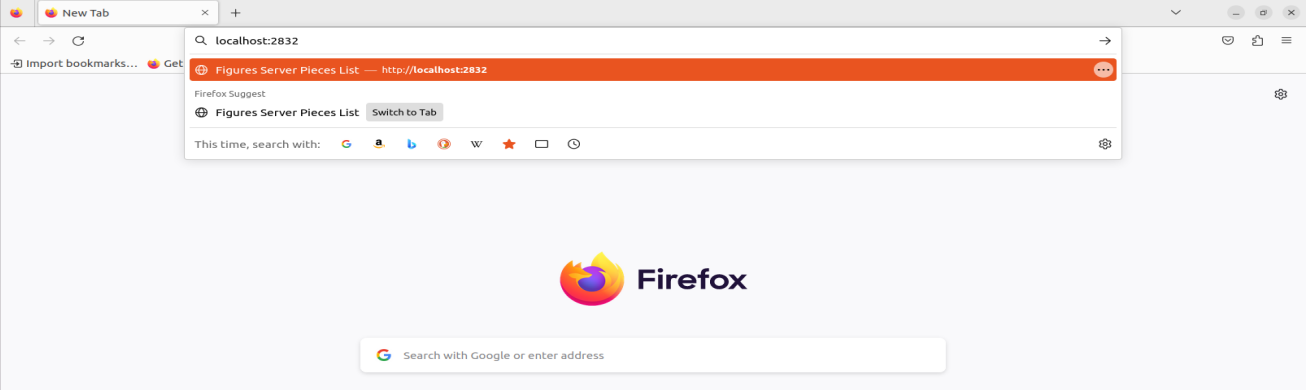 New Tab
localhost:2832
Import bookmarks... Get
Figures Server Pieces List — http://localhost:2832
Firefox Suggest
Figures Server Pieces List Switch to Tab
This time, search with:
Firefox
Search with Google or enter address